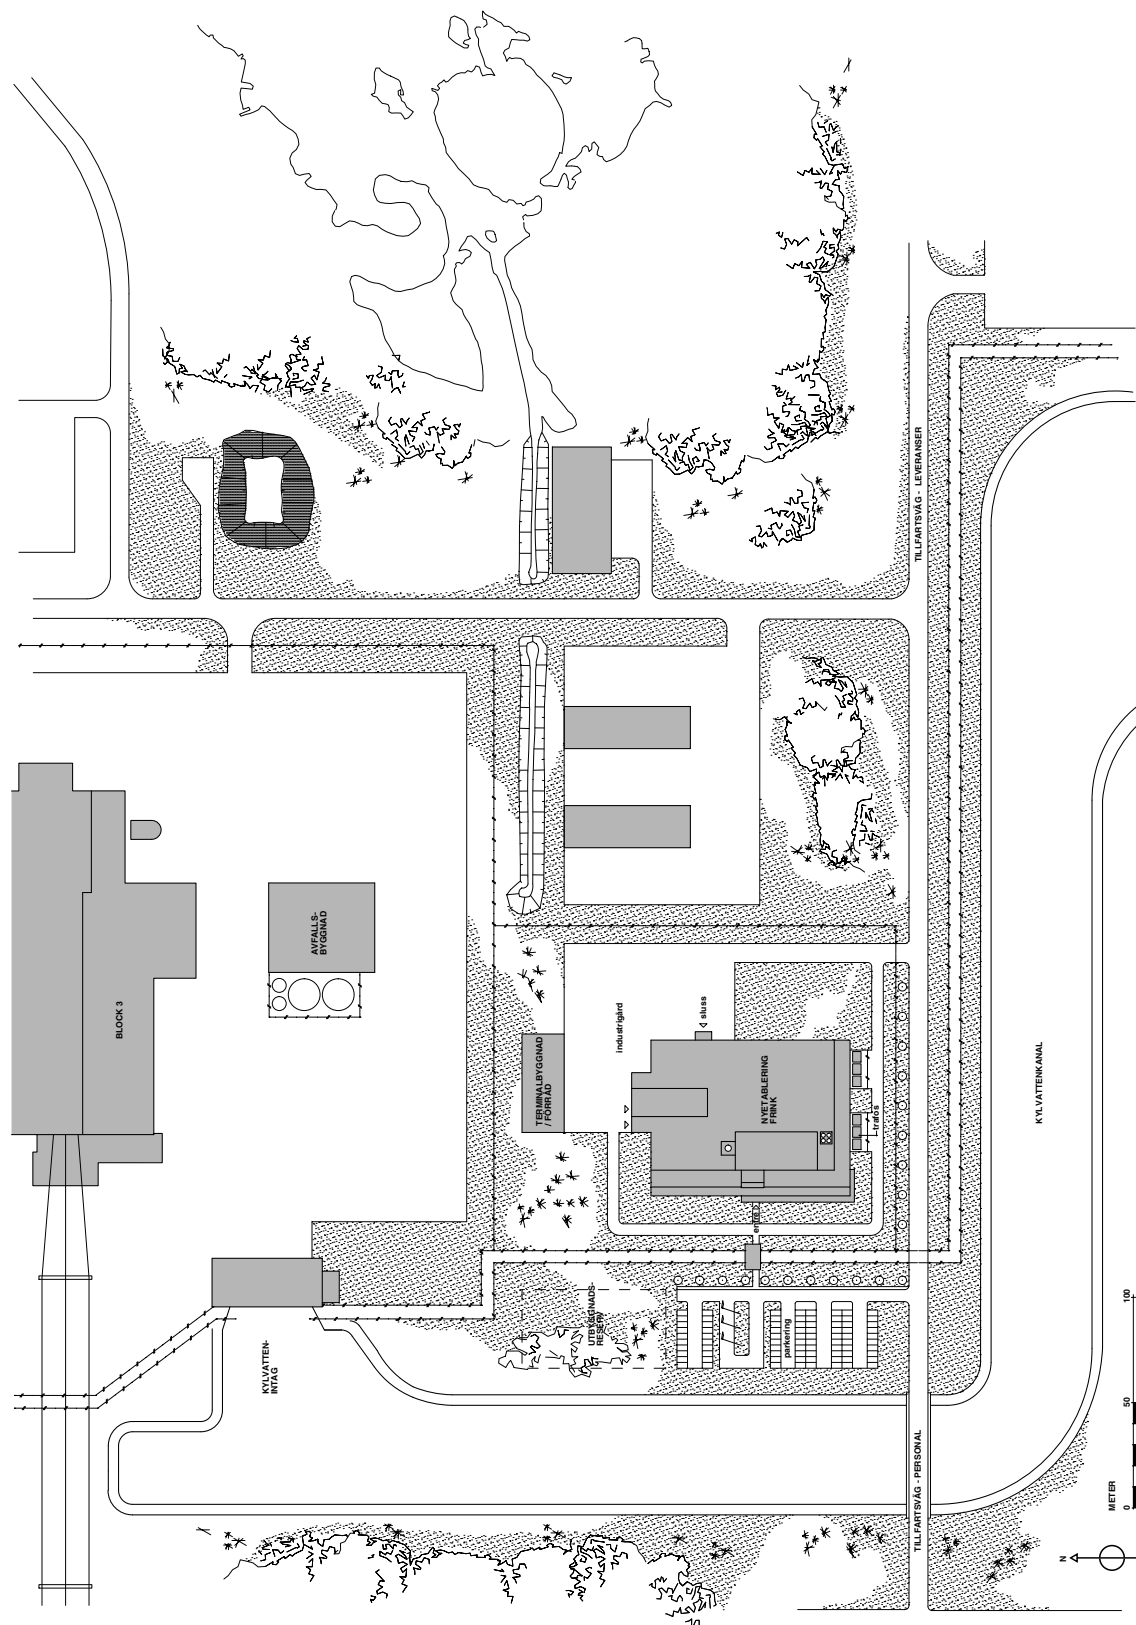 BLOCK 3
AVFALLS-
BYGGNAD
TERMINALBYGGNAD
/ FÖRRÅD
industrigård
sluss
NYETABLERING
FRINK
trafos
entré
KYLVATTEN-
INTAG
UTBYGGNADS-
RESERV
parkering
TILLFARTSVÄG - LEVERANSER
TILLFARTSVÄG - PERSONAL
KYLVATTENKANAL
N
METER
0
50
100